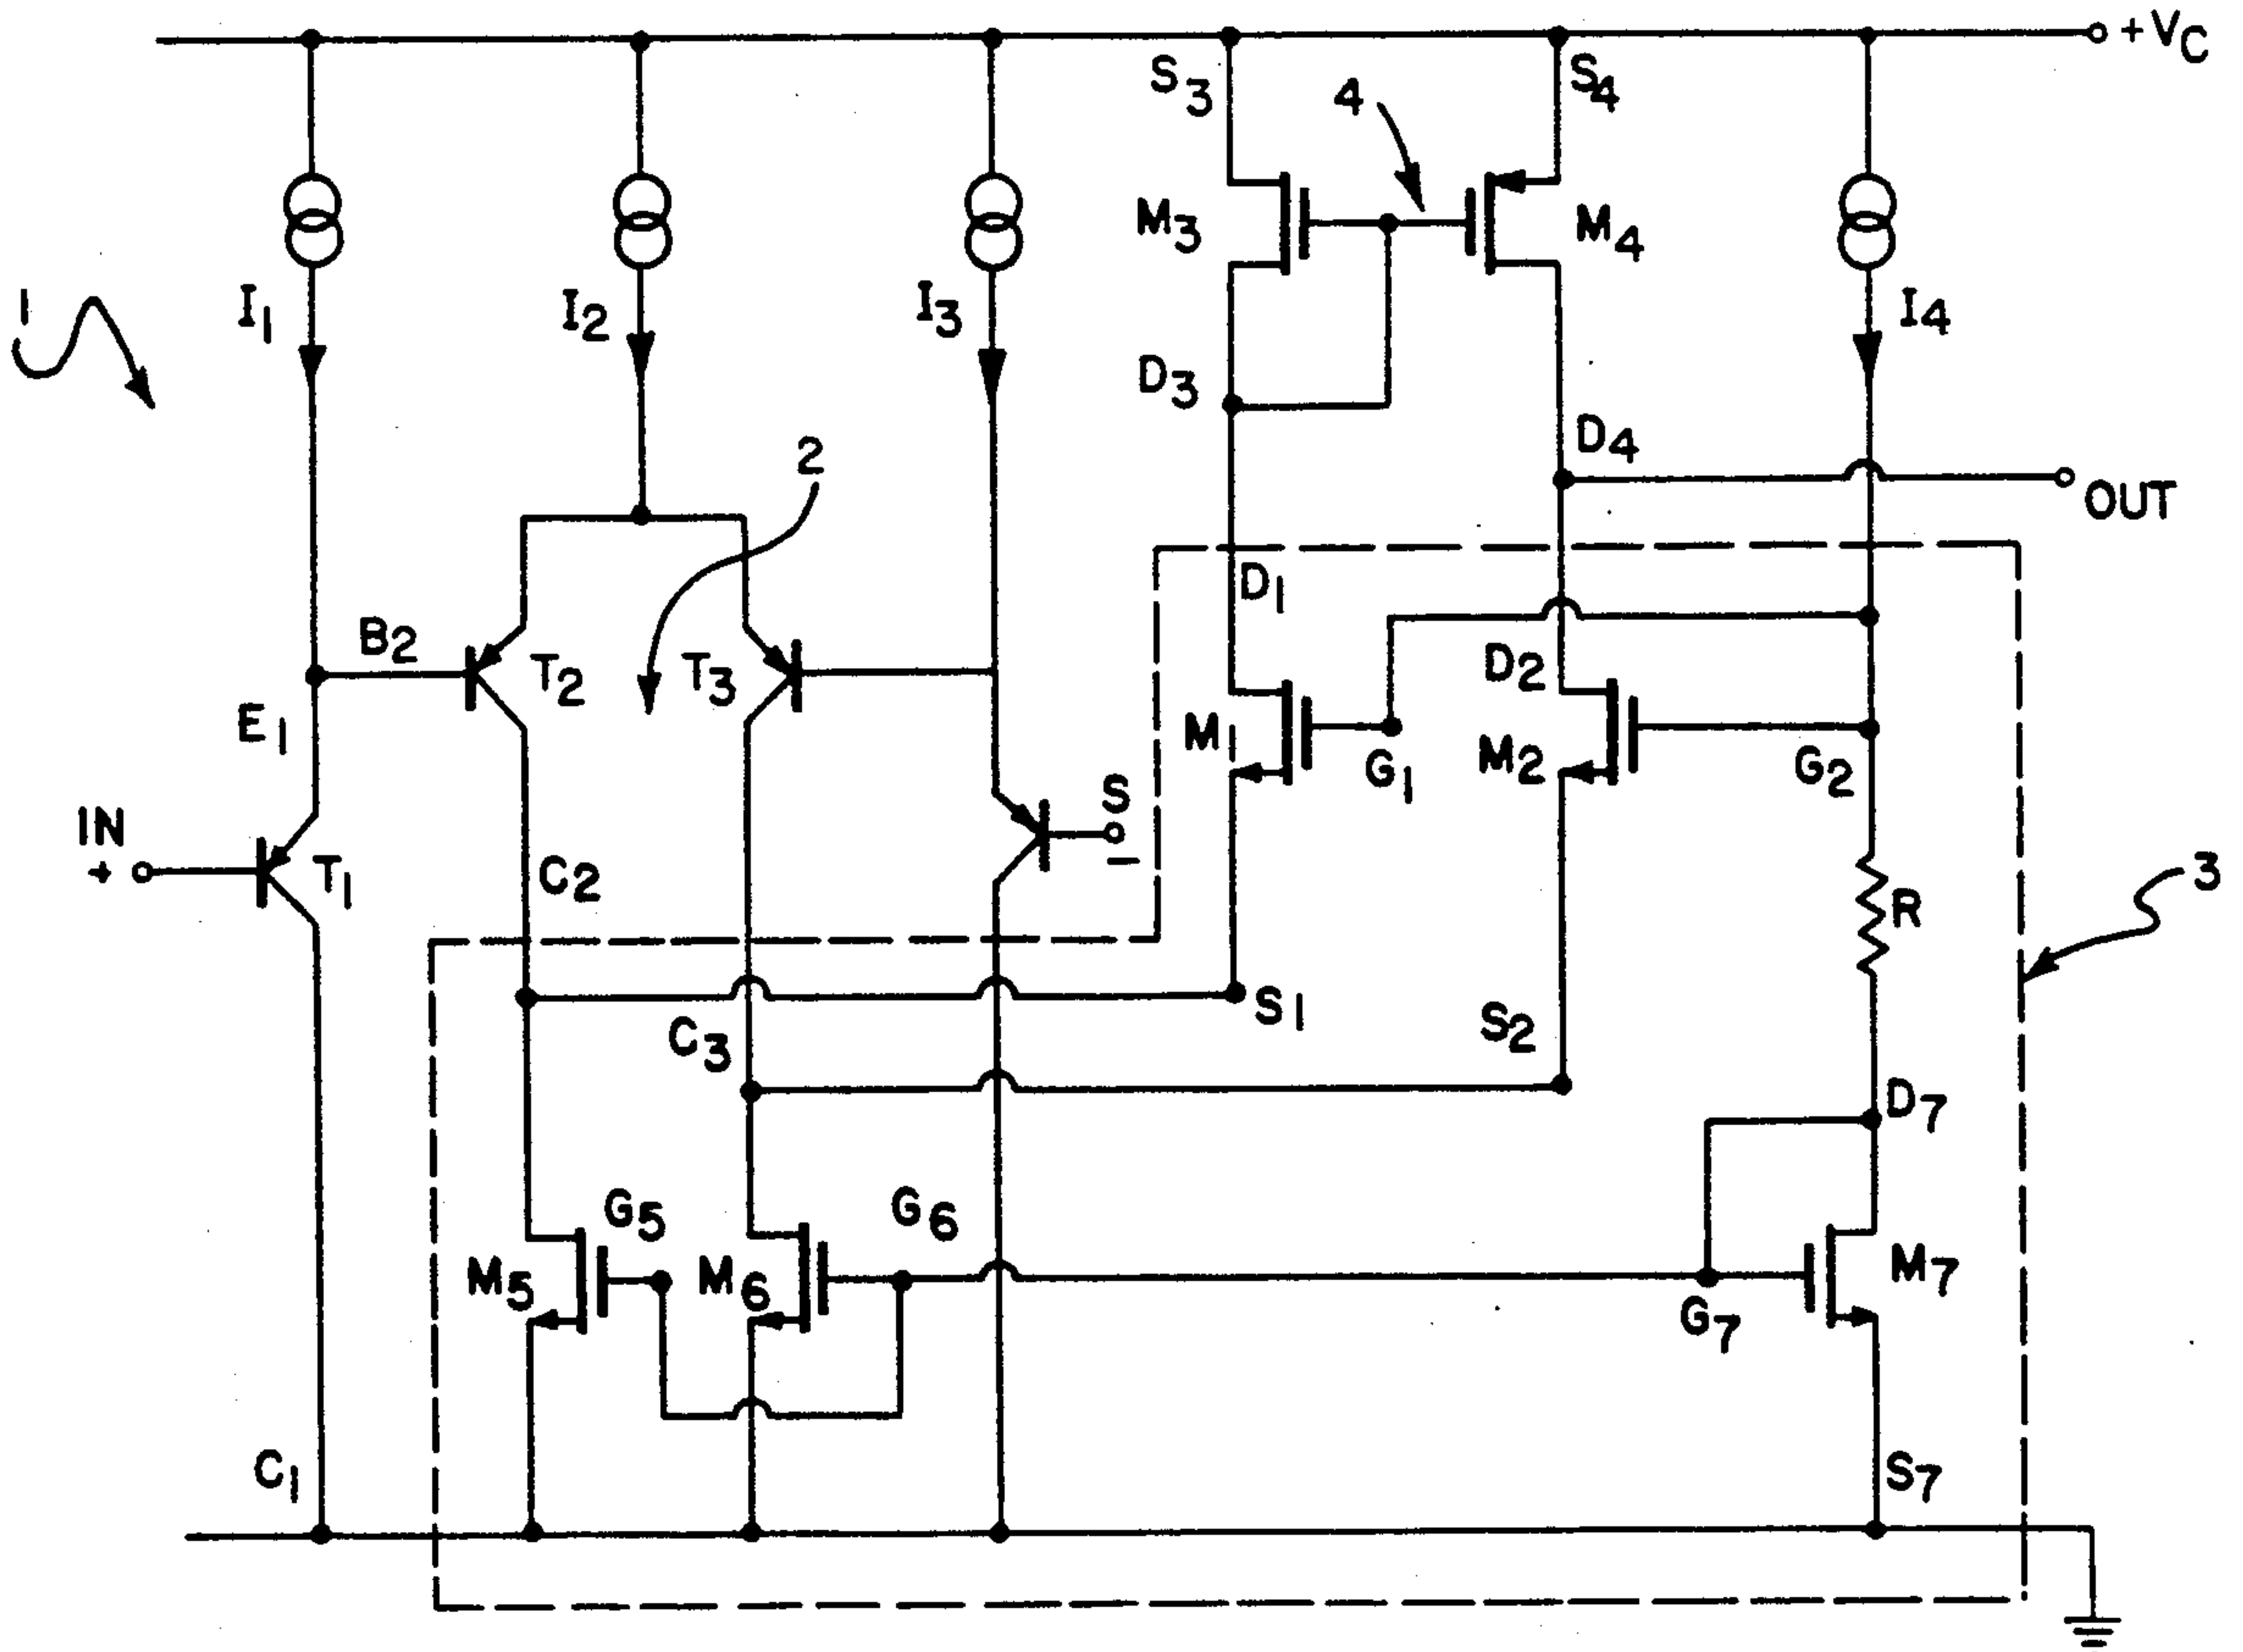 +VC
S3
4
S4
M3
M4
1
I1
I2
I3
I4
D3
2
D4
OUT
D1
B2
T2
T3
D2
E1
M1
G1
M2
G2
S
−
IN
+
T1
C2
R
3
S1
C3
S2
D7
G5
G6
M5
M6
M7
G7
C1
S7